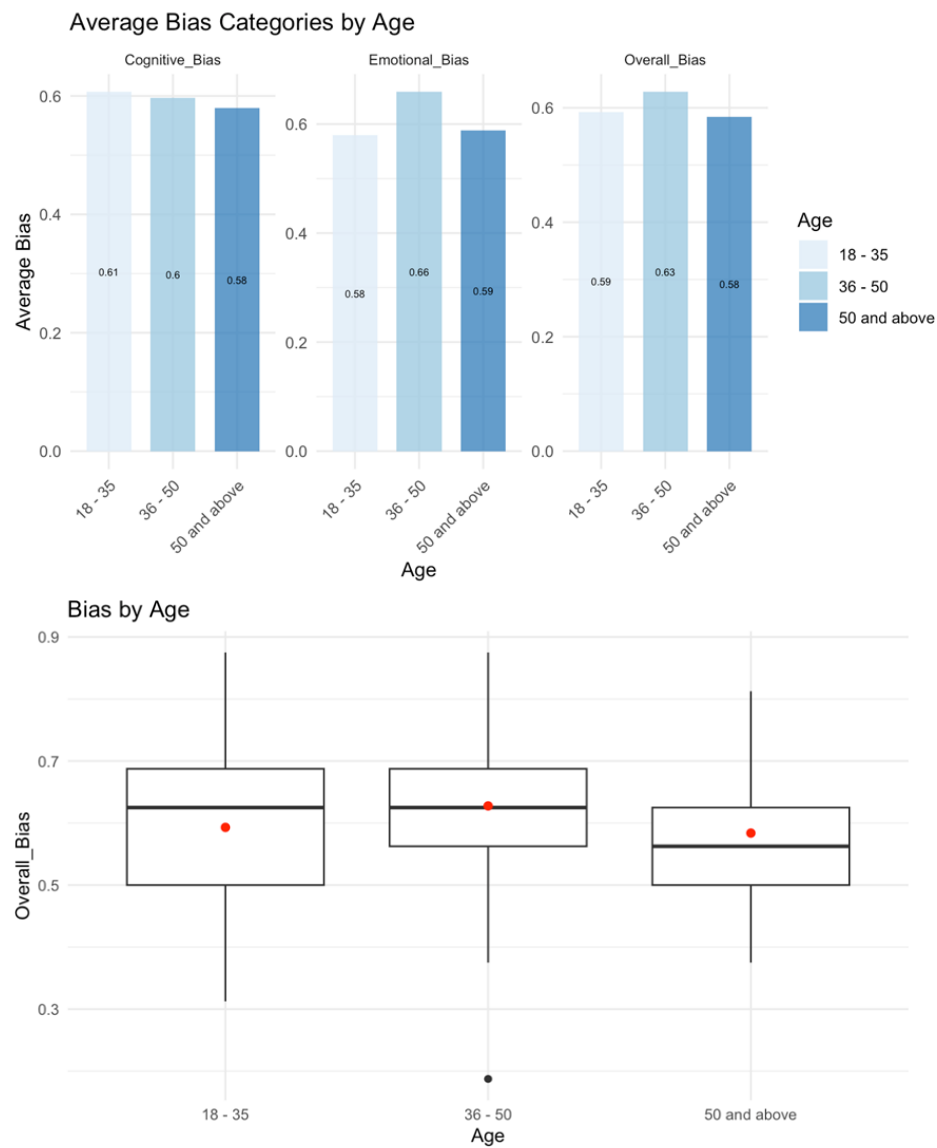 Average Bias Categories by Age
Cognitive_Bias
Emotional_Bias
Overall_Bias
Average Bias
0.6
0.4
0.2
0.0
0.61
0.6
0.58
0.6
0.4
0.2
0.0
0.58
0.66
0.59
0.6
0.4
0.2
0.0
0.59
0.63
0.58
18 - 35
36 - 50
50 and above
18 - 35
36 - 50
50 and above
18 - 35
36 - 50
50 and above
Age
Age
18 - 35
36 - 50
50 and above
Bias by Age
Overall_Bias
0.9
0.7
0.5
0.3
18 - 35
36 - 50
50 and above
Age